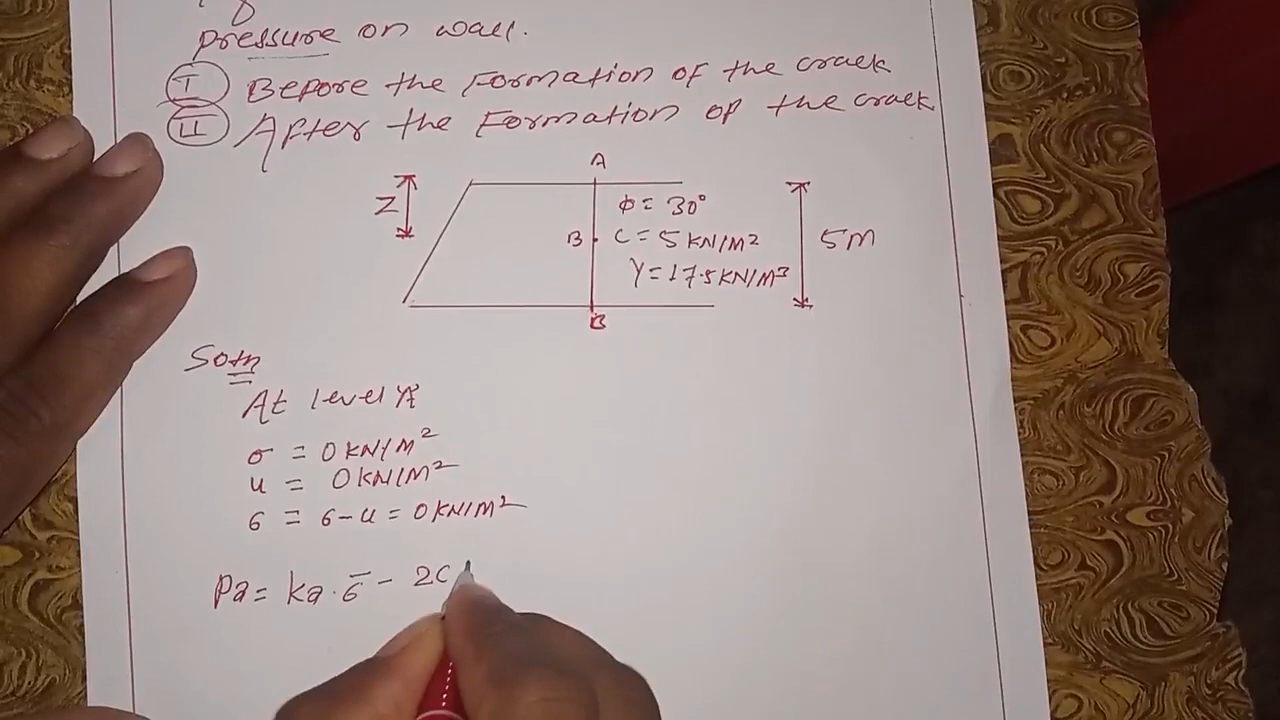 pressure on wall.
I Before the Formation of the crack
II After the Formation of the crack
A
Z
Φ = 30°
B
C = 5 KN/M2
5M
γ = 17.5KN/M3
B
Soln
At level A
σ = 0 KN/M2
u = 0 KN/M2
σ = σ - u = 0 KN/M2
Pa = ka . σ̄ - 2C